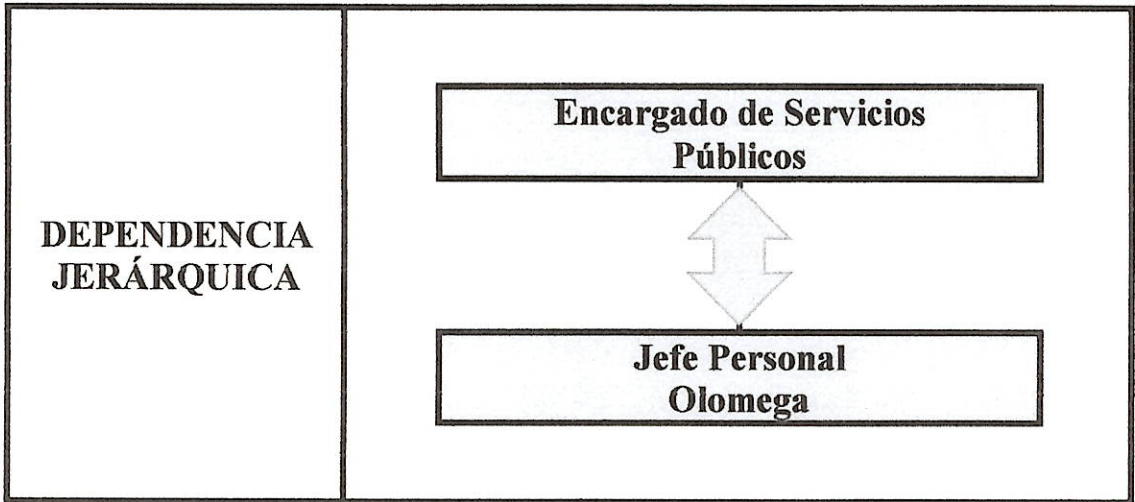 DEPENDENCIA
JERÁRQUICA
Encargado de Servicios
Públicos
Jefe Personal
Olomega